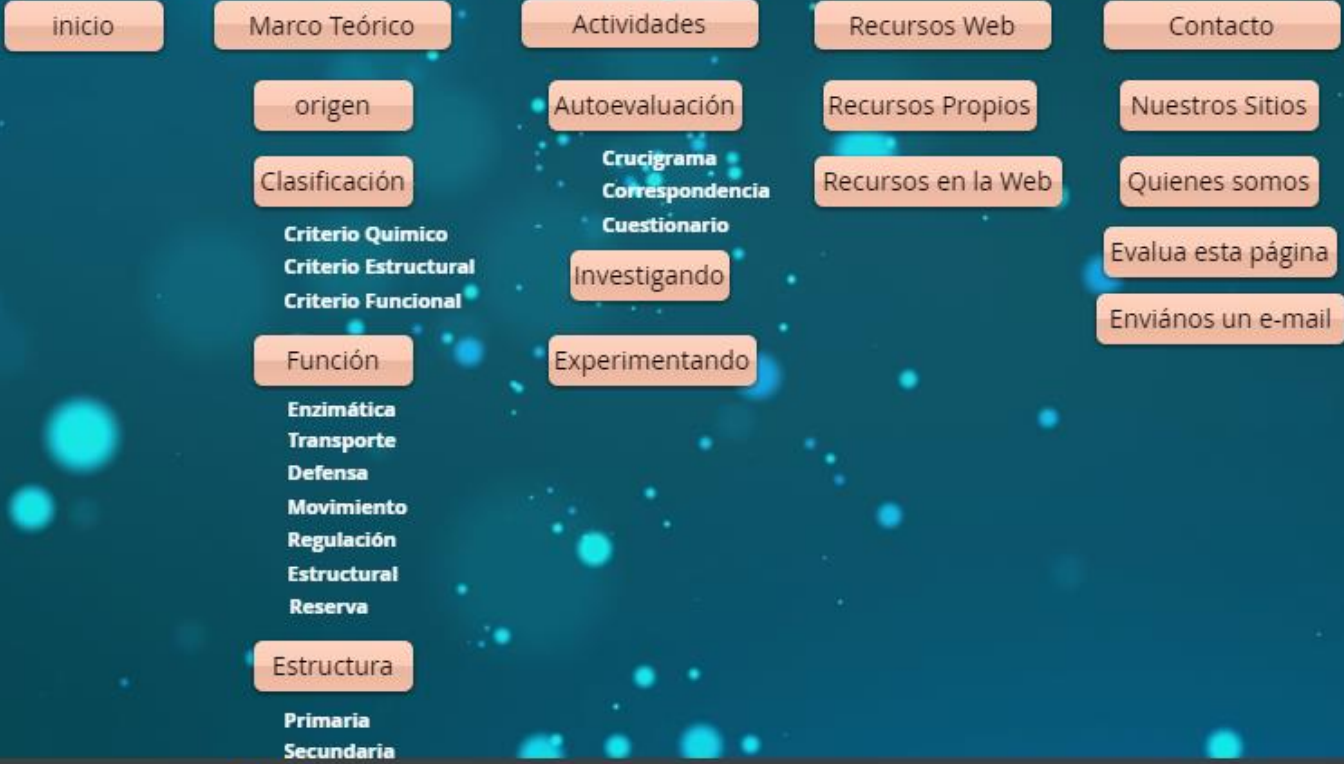 inicio
Marco Teórico
origen
Clasificación
Criterio Quimico
Criterio Estructural
Criterio Funcional
Función
Enzimática
Transporte
Defensa
Movimiento
Regulación
Estructural
Reserva
Estructura
Primaria
Secundaria
Actividades
Autoevaluación
Crucigrama
Correspondencia
Cuestionario
Investigando
Experimentando
Recursos Web
Recursos Propios
Recursos en la Web
Contacto
Nuestros Sitios
Quienes somos
Evalua esta página
Enviános un e-mail